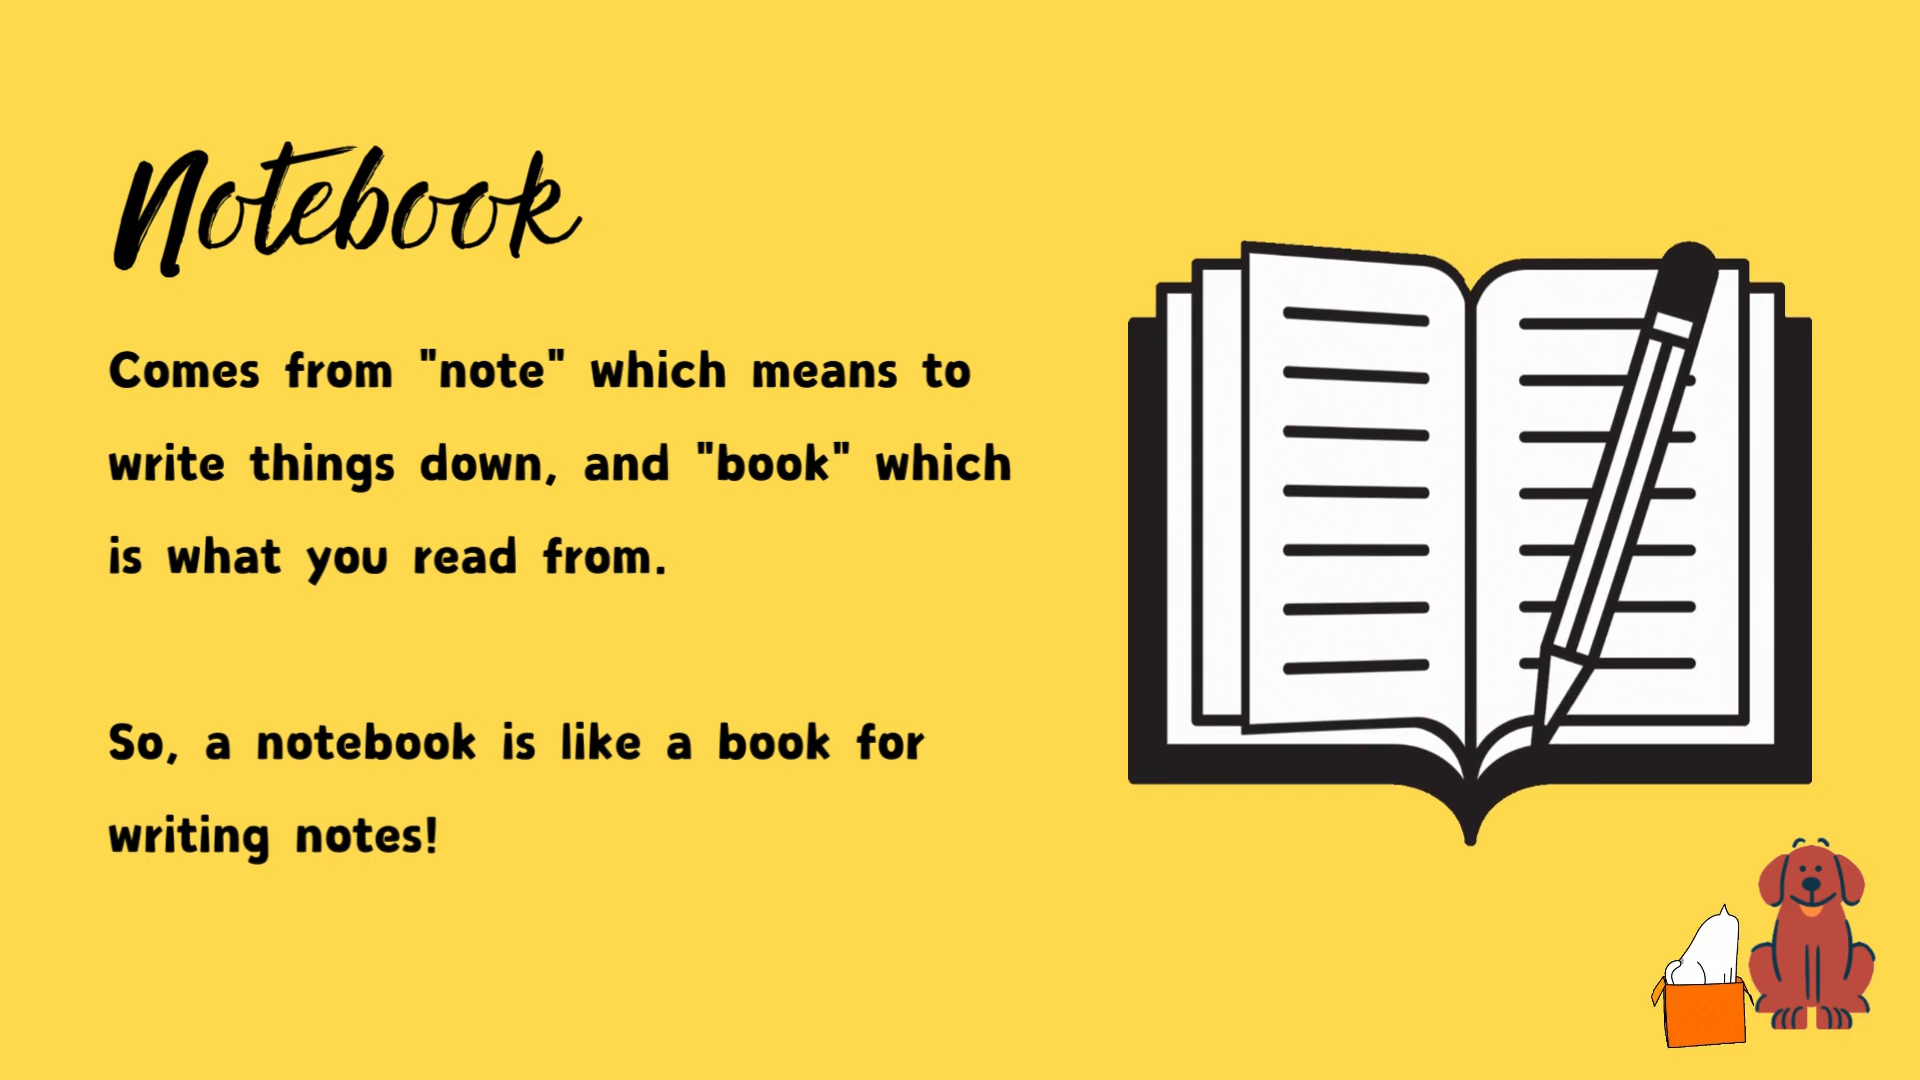 Notebook
Comes from "note" which means to
write things down, and "book" which
is what you read from.
So, a notebook is like a book for
writing notes!